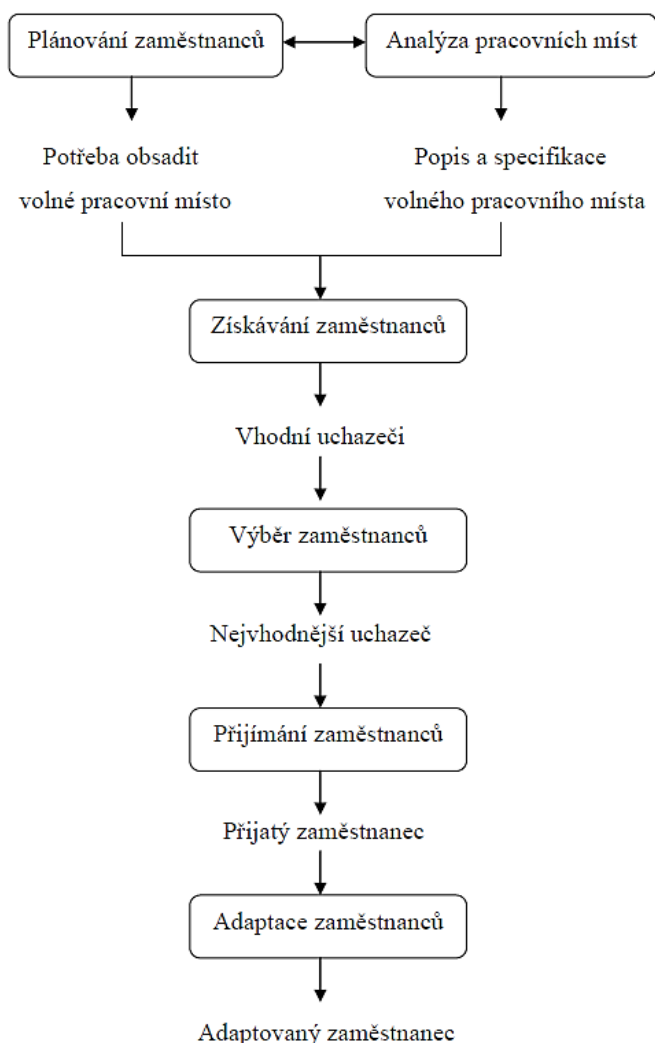 Plánování zaměstnanců
Analýza pracovních míst
Potřeba obsadit
volné pracovní místo
Popis a specifikace
volného pracovního místa
Získávání zaměstnanců
Vhodní uchazeči
Výběr zaměstnanců
Nejvhodnější uchazeč
Přijímání zaměstnanců
Přijatý zaměstnanec
Adaptace zaměstnanců
Adaptovaný zaměstnanec